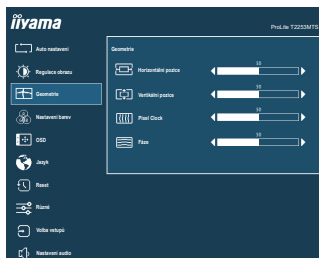 iiyama
ProLite T2253MTS
Auto nastavení
Regulace obrazu
Geometrie
Nastavení barev
OSD
Jazyk
Reset
Různé
Volba vstupů
Nastavení audio
Geometrie
Horizontální pozice
50
Vertikální pozice
50
Pixel Clock
50
Fáze
50